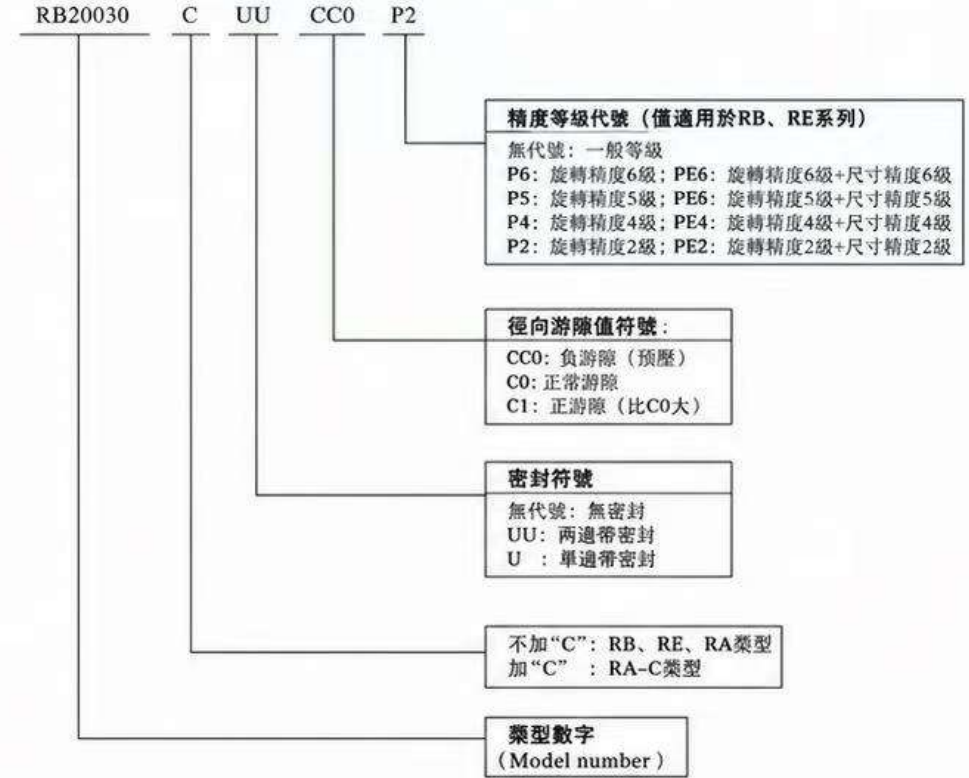 RB20030 C UU CC0 P2
精度等級代號（僅適用於RB、RE系列）
無代號：一般等級
P6：旋轉精度6級；PE6：旋轉精度6級+尺寸精度6級
P5：旋轉精度5級；PE6：旋轉精度5級+尺寸精度5級
P4：旋轉精度4級；PE4：旋轉精度4級+尺寸精度4級
P2：旋轉精度2級；PE2：旋轉精度2級+尺寸精度2級
徑向游隙值符號：
CC0：负游隙（预壓）
C0：正常游隙
C1：正游隙（比C0大）
密封符號
無代號：無密封
UU：两邊帶密封
U ：單邊帶密封
不加“C”：RB、RE、RA類型
加“C” ：RA-C類型
類型數字
（Model number）